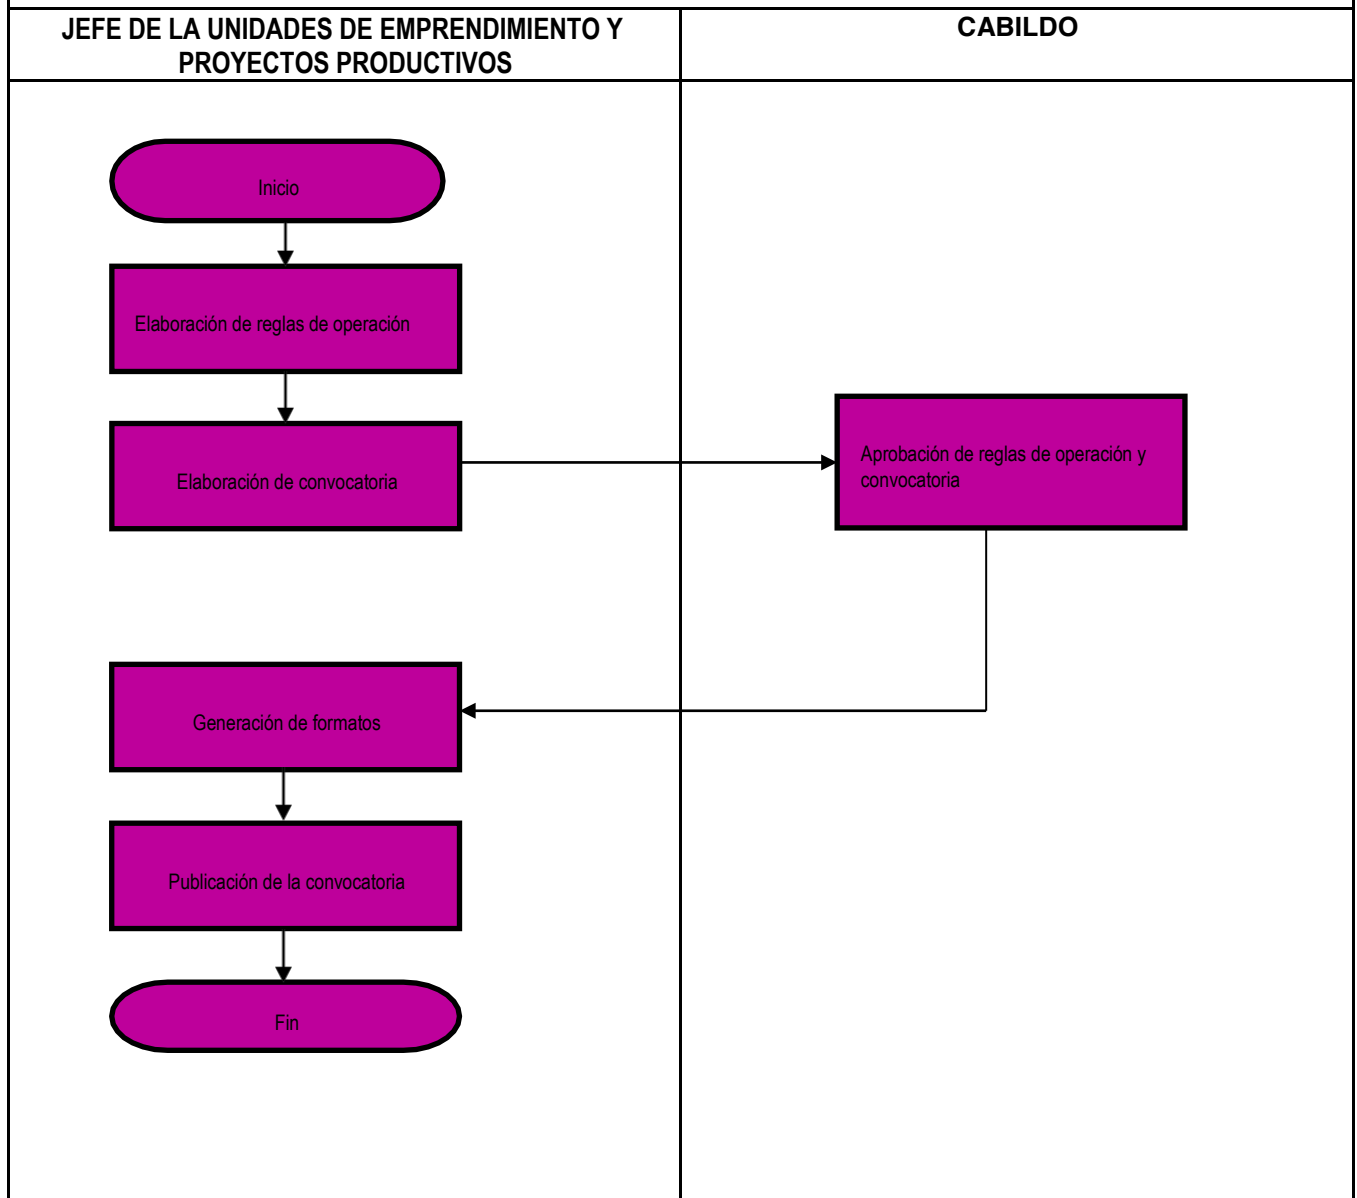 JEFE DE LA UNIDADES DE EMPRENDIMIENTO Y
PROYECTOS PRODUCTIVOS
CABILDO
Inicio
Elaboración de reglas de operación
Elaboración de convocatoria
Aprobación de reglas de operación y
convocatoria
Generación de formatos
Publicación de la convocatoria
Fin